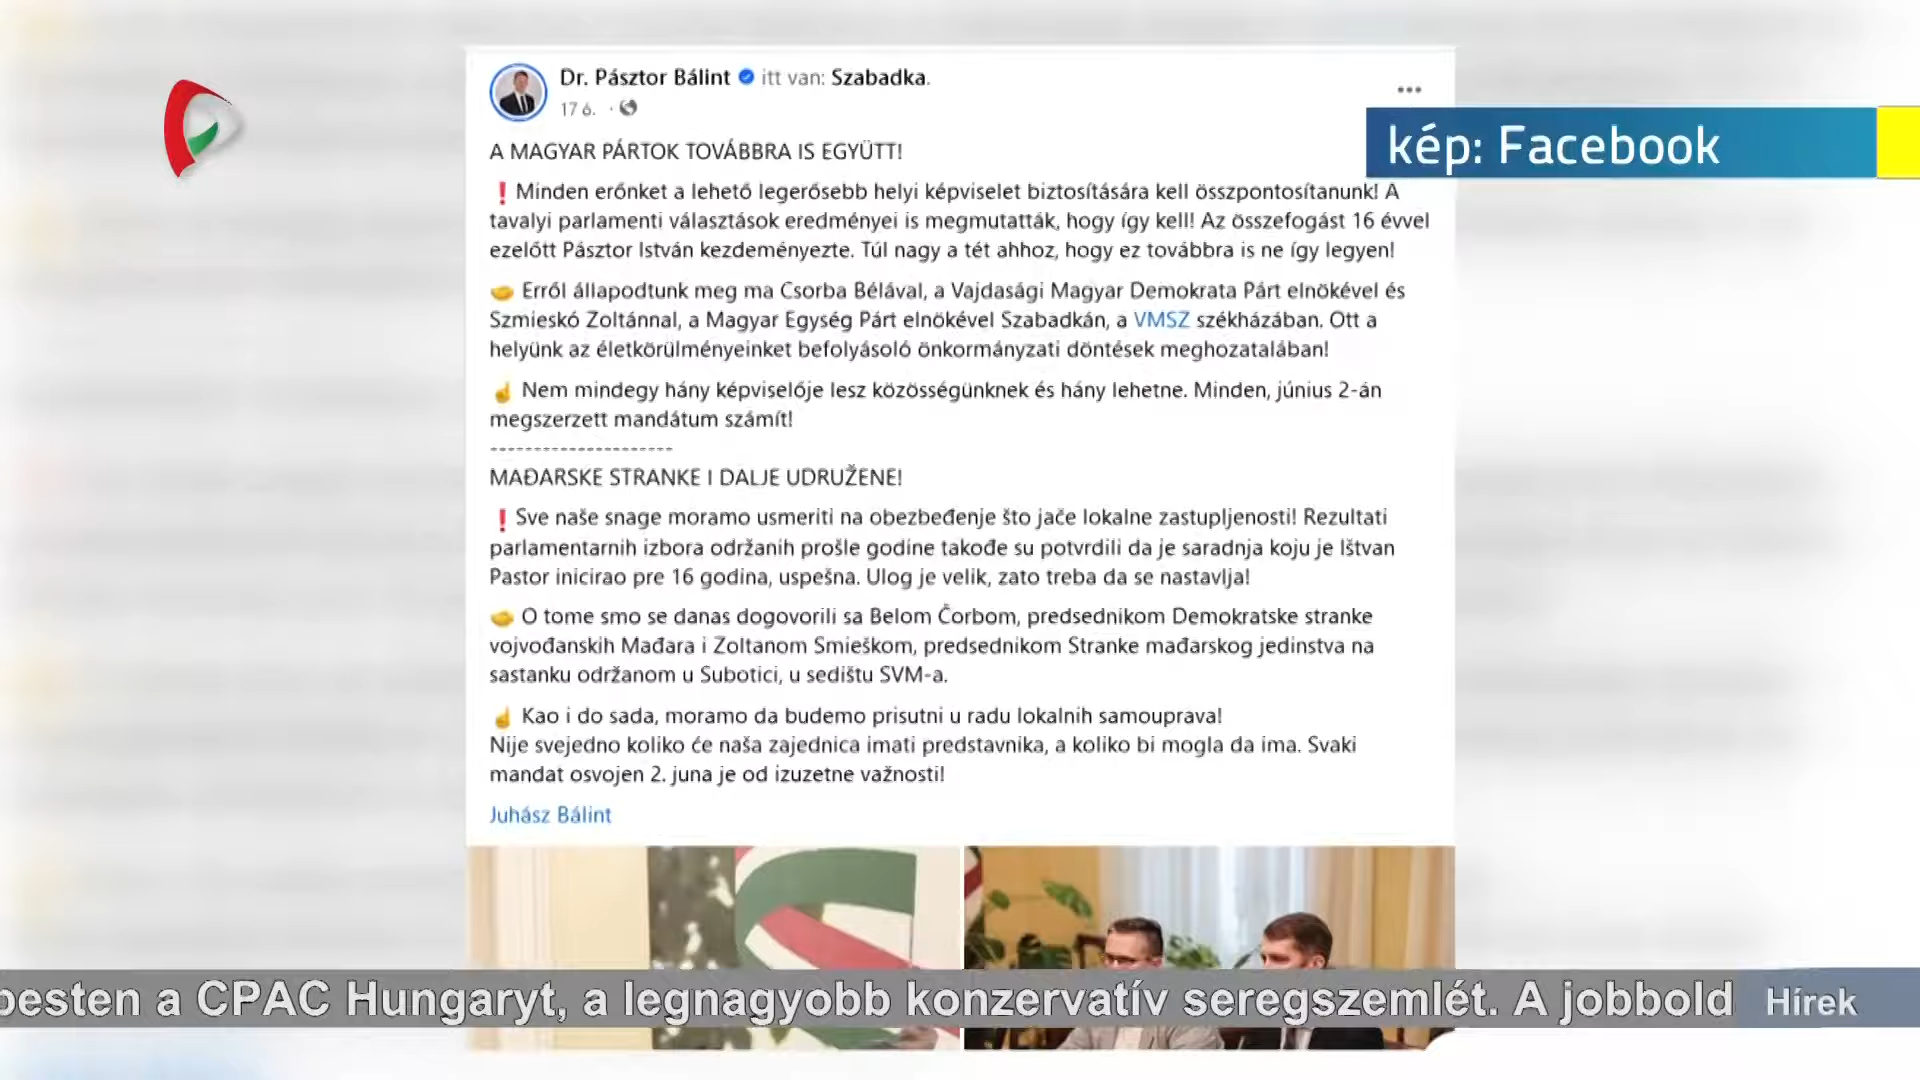 Dr. Pásztor Bálint itt van: Szabadka.
17 ó. ·
kép: Facebook
A MAGYAR PÁRTOK TOVÁBBRA IS EGYÜTT!
❗Minden erőnket a lehető legerősebb helyi képviselet biztosítására kell összpontosítanunk! A
tavalyi parlamenti választások eredményei is megmutatták, hogy így kell! Az összefogást 16 évvel
ezelőtt Pásztor István kezdeményezte. Túl nagy a tét ahhoz, hogy ez továbbra is ne így legyen!
🤝 Erről állapodtunk meg ma Csorba Bélával, a Vajdasági Magyar Demokrata Párt elnökével és
Szmieskó Zoltánnal, a Magyar Egység Párt elnökével Szabadkán, a VMSZ székházában. Ott a
helyünk az életkörülményeinket befolyásoló önkormányzati döntések meghozatalában!
☝ Nem mindegy hány képviselője lesz közösségünknek és hány lehetne. Minden, június 2-án
megszerzett mandátum számít!
---------------------
MAĐARSKE STRANKE I DALJE UDRUŽENE!
❗Sve naše snage moramo usmeriti na obezbeđenje što jače lokalne zastupljenosti! Rezultati
parlamentarnih izbora održanih prošle godine takođe su potvrdili da je saradnja koju je Ištvan
Pastor inicirao pre 16 godina, uspešna. Ulog je velik, zato treba da se nastavlja!
🤝 O tome smo se danas dogovorili sa Belom Čorbom, predsednikom Demokratske stranke
vojvođanskih Mađara i Zoltanom Smieškom, predsednikom Stranke mađarskog jedinstva na
sastanku održanom u Subotici, u sedištu SVM-a.
☝ Kao i do sada, moramo da budemo prisutni u radu lokalnih samouprava!
Nije svejedno koliko će naša zajednica imati predstavnika, a koliko bi mogla da ima. Svaki
mandat osvojen 2. juna je od izuzetne važnosti!
Juhász Bálint
besten a CPAC Hungaryt, a legnagyobb konzervatív seregszemlét. A jobbold
Hírek